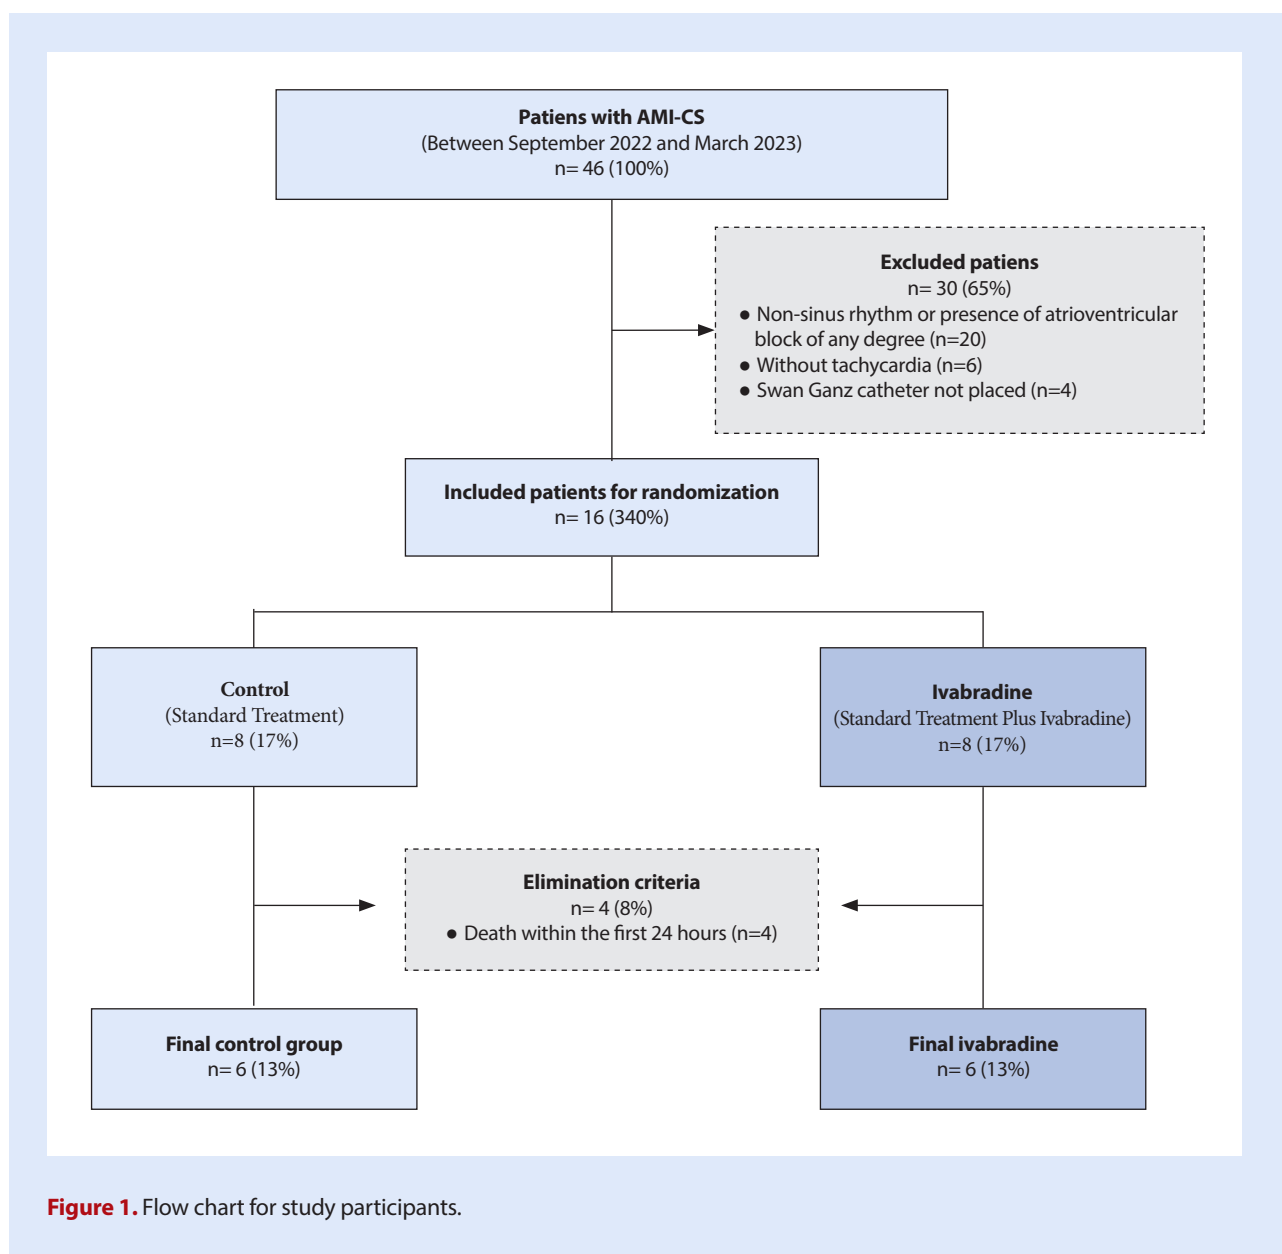 Patiens with AMI-CS
(Between September 2022 and March 2023)
n= 46 (100%)
Excluded patiens
n= 30 (65%)
● Non-sinus rhythm or presence of atrioventricular
block of any degree (n=20)
● Without tachycardia (n=6)
● Swan Ganz catheter not placed (n=4)
Included patients for randomization
n= 16 (340%)
Control
(Standard Treatment)
n=8 (17%)
Ivabradine
(Standard Treatment Plus Ivabradine)
n=8 (17%)
Elimination criteria
n= 4 (8%)
● Death within the first 24 hours (n=4)
Final control group
n= 6 (13%)
Final ivabradine
n= 6 (13%)
Figure 1. Flow chart for study participants.